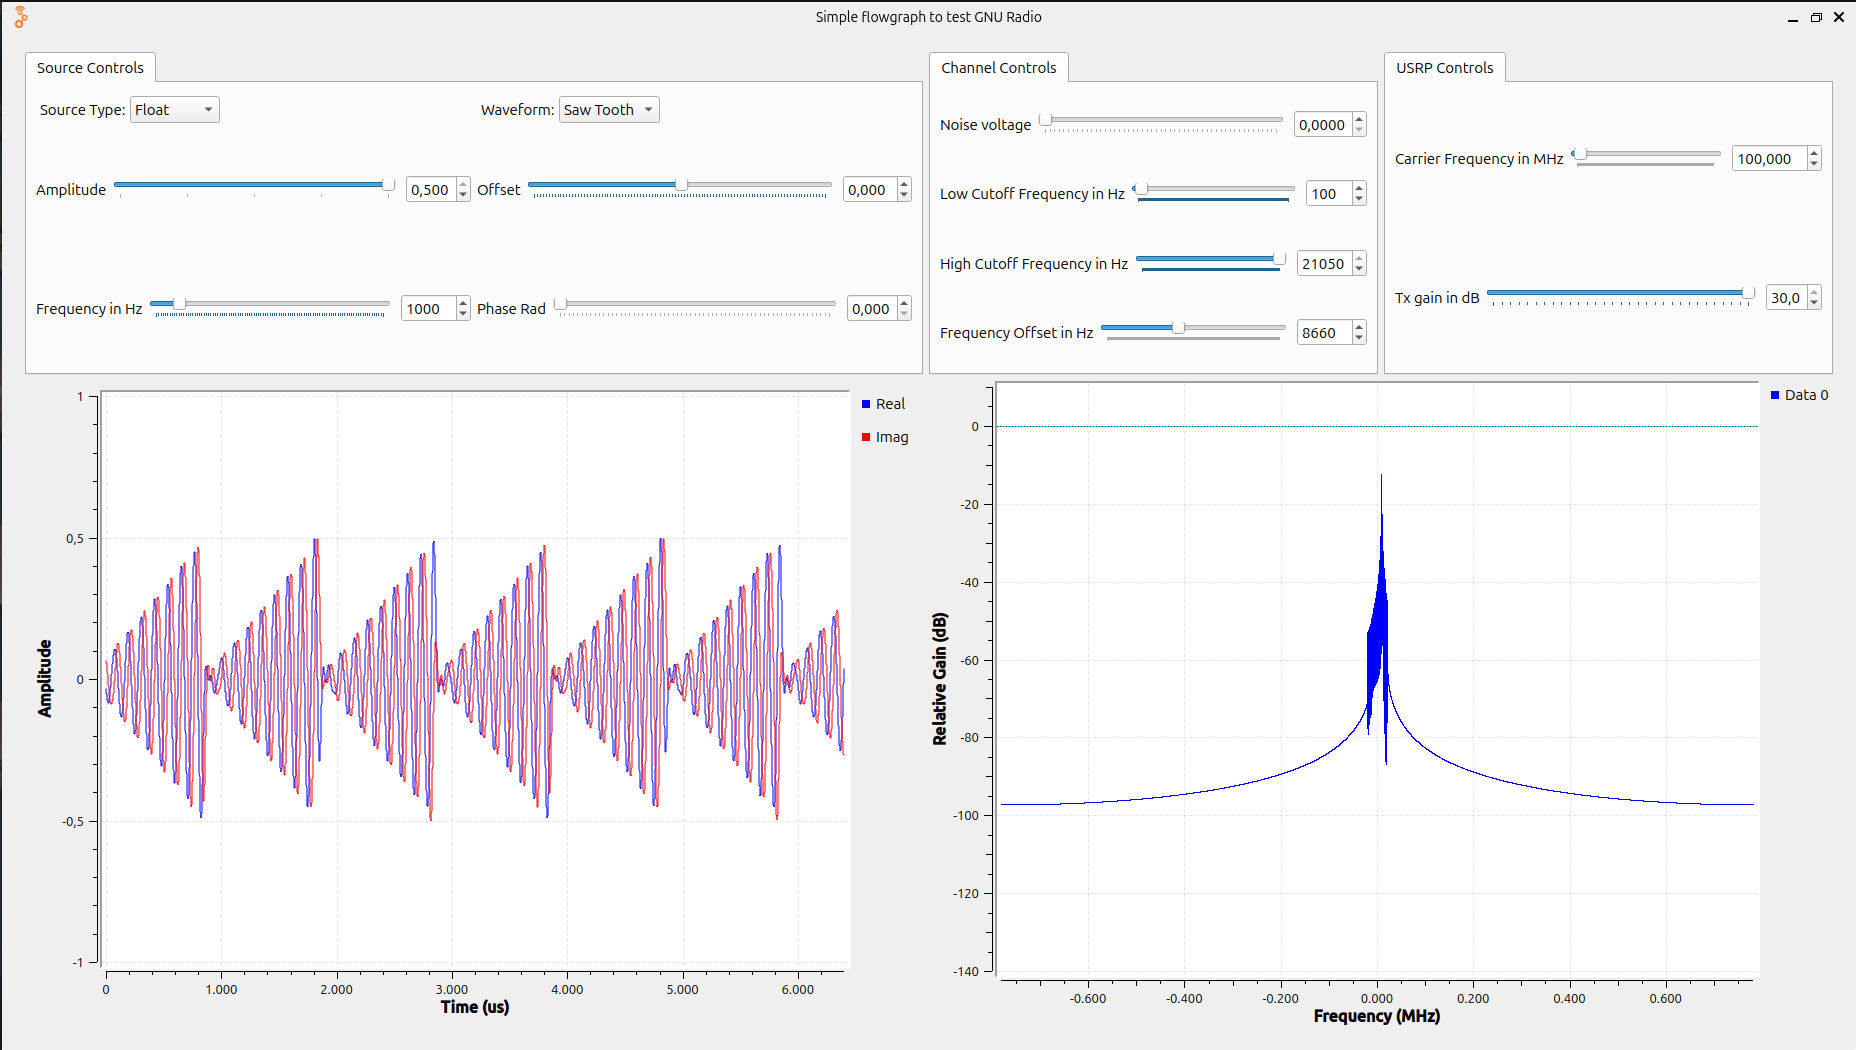 Simple flowgraph to test GNU Radio
Source Controls
Source Type: Float
Waveform: Saw Tooth
Amplitude 0,500
Offset 0,000
Frequency in Hz 1000
Phase Rad 0,000
Channel Controls
Noise voltage 0,0000
Low Cutoff Frequency in Hz 100
High Cutoff Frequency in Hz 21050
Frequency Offset in Hz 8660
USRP Controls
Carrier Frequency in MHz 100,000
Tx gain in dB 30,0
1
0,5
0
-0,5
-1
Amplitude
0 1.000 2.000 3.000 4.000 5.000 6.000
Time (us)
Real
Imag
0
-20
-40
-60
-80
-100
-120
-140
Relative Gain (dB)
-0.600 -0.400 -0.200 0.000 0.200 0.400 0.600
Frequency (MHz)
Data 0